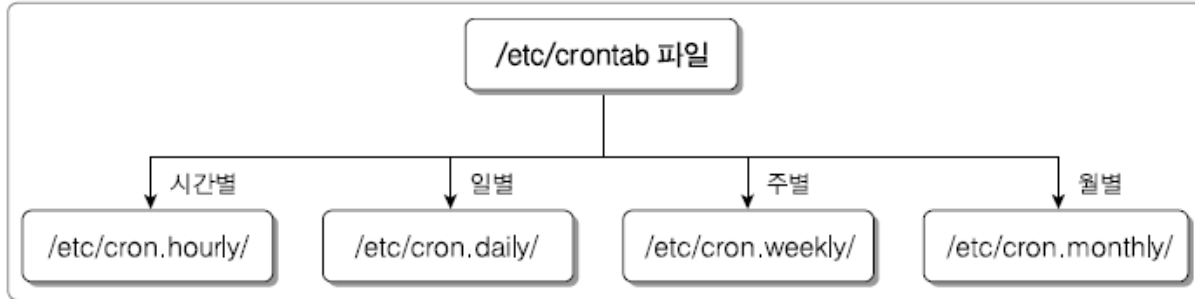 /etc/crontab 파일
시간별
일별
주별
월별
/etc/cron.hourly/
/etc/cron.daily/
/etc/cron.weekly/
/etc/cron.monthly/